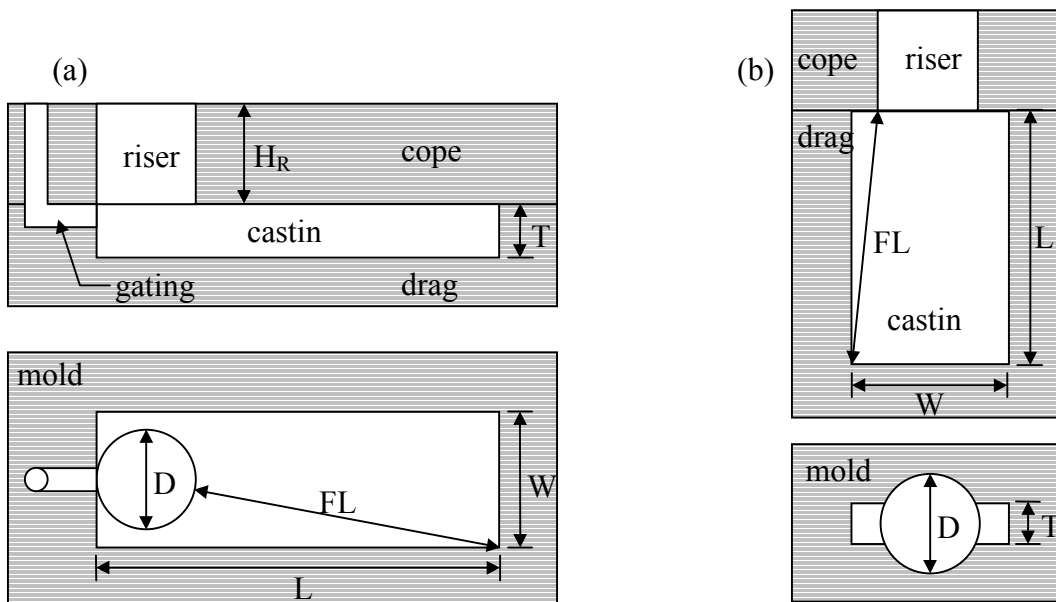 (a)
riser
H_R
cope
castin
T
gating
drag
mold
D
FL
W
L
(b)
cope
riser
drag
FL
L
castin
W
mold
D
T